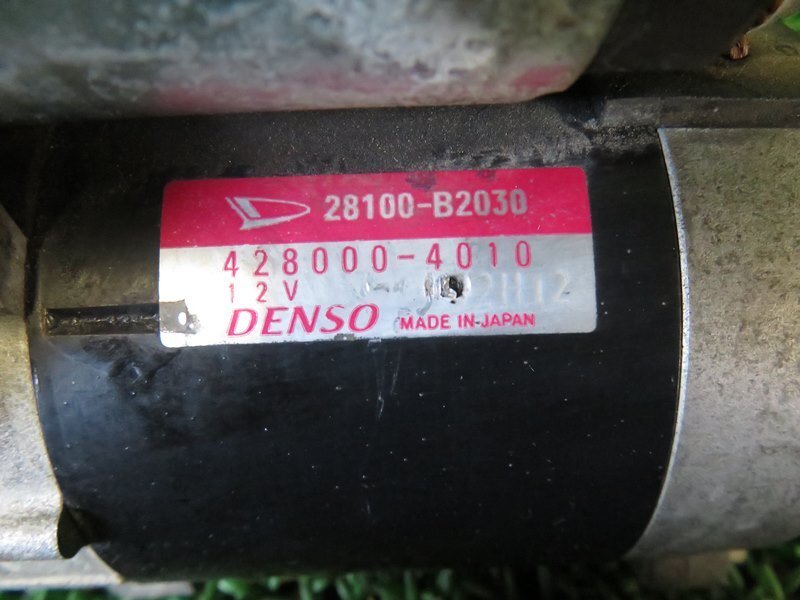 28100-B2030
428000-4010
12V
DENSO MADE IN JAPAN